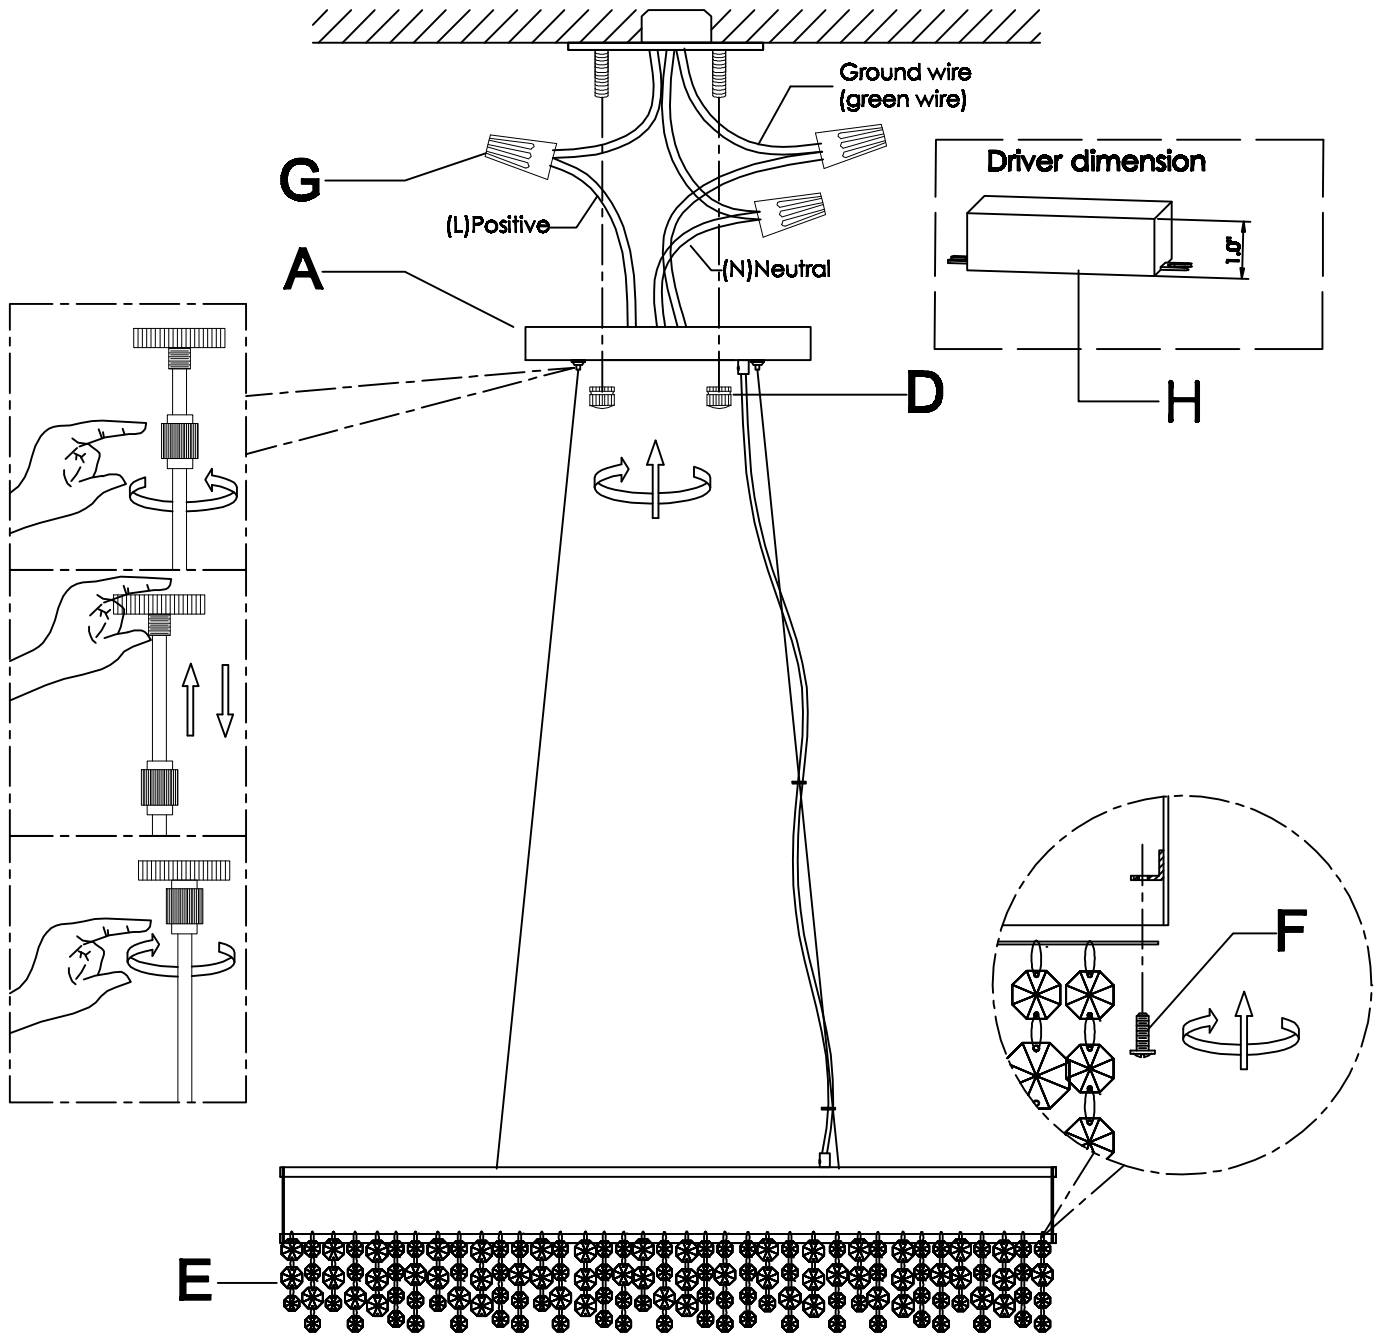 Ground wire
(green wire)
G
(L)Positive
Driver dimension
1.0"
A
(N)Neutral
D
H
F
E